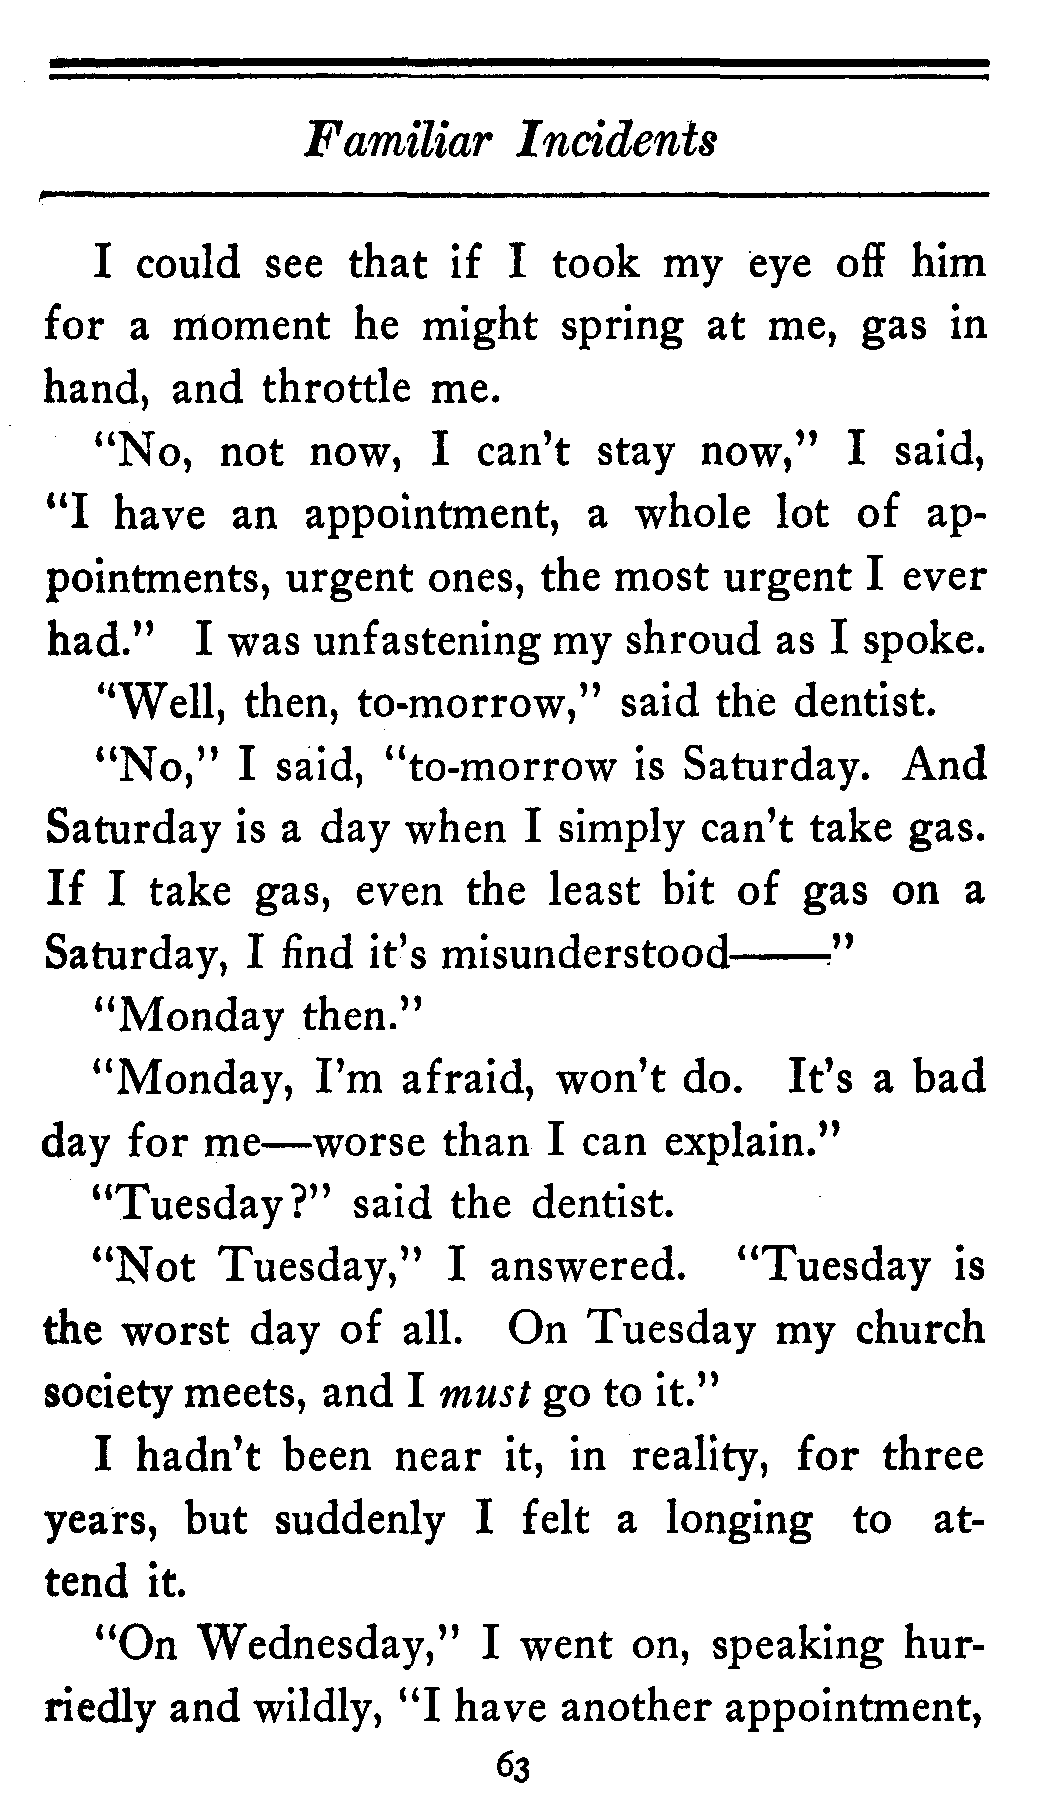 Familiar Incidents
I could see that if I took my eye off him
for a moment he might spring at me, gas in
hand, and throttle me.
"No, not now, I can't stay now," I said,
"I have an appointment, a whole lot of ap-
pointments, urgent ones, the most urgent I ever
had." I was unfastening my shroud as I spoke.
"Well, then, to-morrow," said the dentist.
"No," I said, "to-morrow is Saturday. And
Saturday is a day when I simply can't take gas.
If I take gas, even the least bit of gas on a
Saturday, I find it's misunderstood——"
"Monday then."
"Monday, I'm afraid, won't do. It's a bad
day for me—worse than I can explain."
"Tuesday?" said the dentist.
"Not Tuesday," I answered. "Tuesday is
the worst day of all. On Tuesday my church
society meets, and I must go to it."
I hadn't been near it, in reality, for three
years, but suddenly I felt a longing to at-
tend it.
"On Wednesday," I went on, speaking hur-
riedly and wildly, "I have another appointment,
63